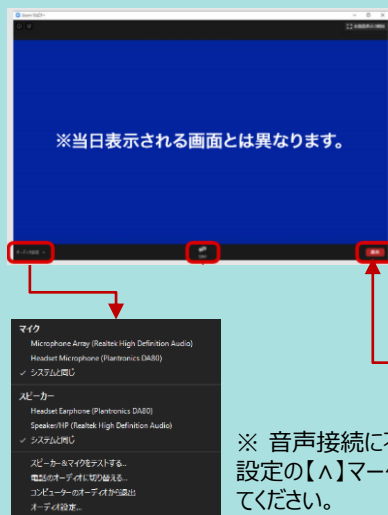 ※当日表示される画面とは異なります。
マイク
Microphone Array (Realtek High Definition Audio)
Headset Microphone (Plantronics DA80)
✓ システムと同じ
スピーカー
Headset Earphone (Plantronics DA80)
Speaker/HP (Realtek High Definition Audio)
✓ システムと同じ
スピーカー&マイクをテストする...
電話のオーディオに切り替える...
コンピューターのオーディオから退出
オーディオ設定...
※ 音声接続に
設定の【∧】マーク
てください。